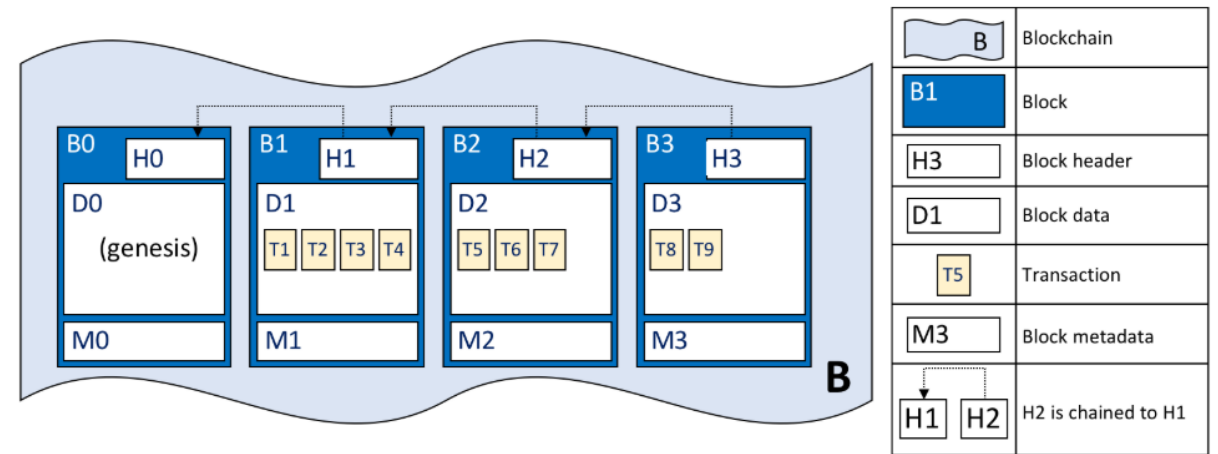 B0
H0
D0
(genesis)
M0
B1
H1
D1
T1 T2 T3 T4
M1
B2
H2
D2
T5 T6 T7
M2
B3
H3
D3
T8 T9
M3
B
B Blockchain
B1 Block
H3 Block header
D1 Block data
T5 Transaction
M3 Block metadata
H1 H2 H2 is chained to H1